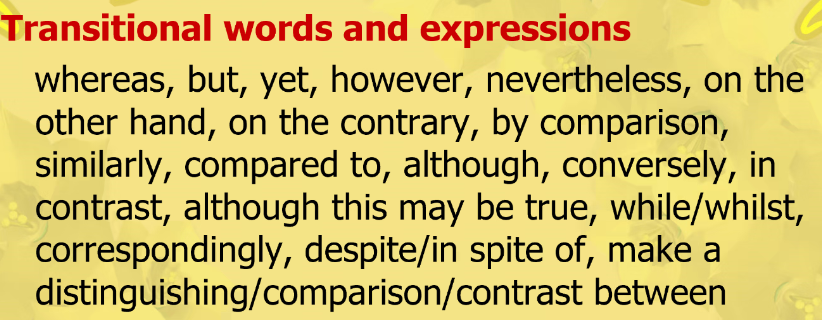 Transitional words and expressions
whereas, but, yet, however, nevertheless, on the
other hand, on the contrary, by comparison,
similarly, compared to, although, conversely, in
contrast, although this may be true, while/whilst,
correspondingly, despite/in spite of, make a
distinguishing/comparison/contrast between